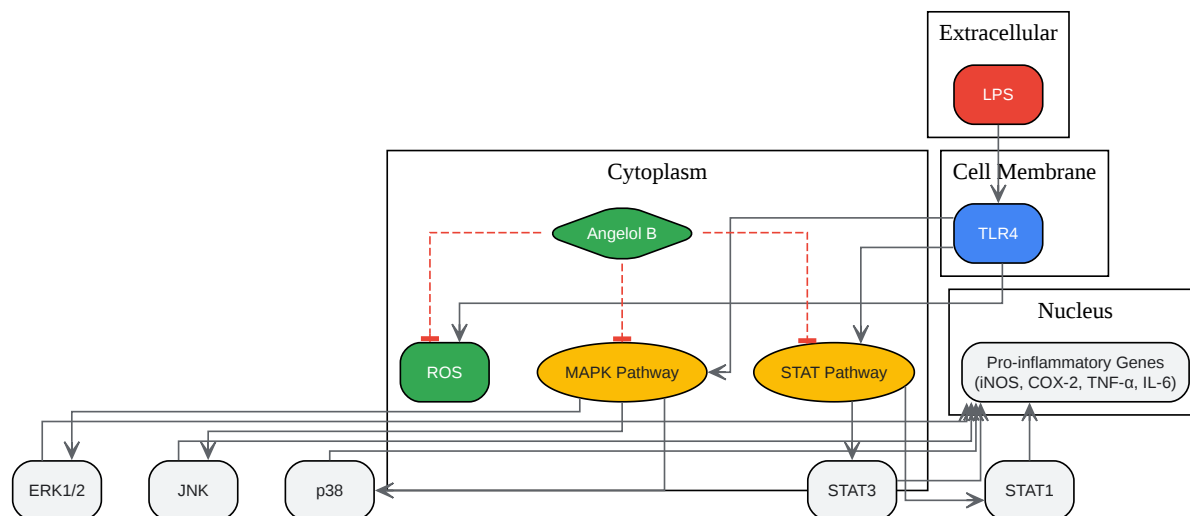 Extracellular
LPS
Cytoplasm
Cell Membrane
Angelol B
TLR4
Nucleus
ROS
MAPK Pathway
STAT Pathway
Pro-inflammatory Genes
(iNOS, COX-2, TNF-α, IL-6)
ERK1/2
JNK
p38
STAT3
STAT1